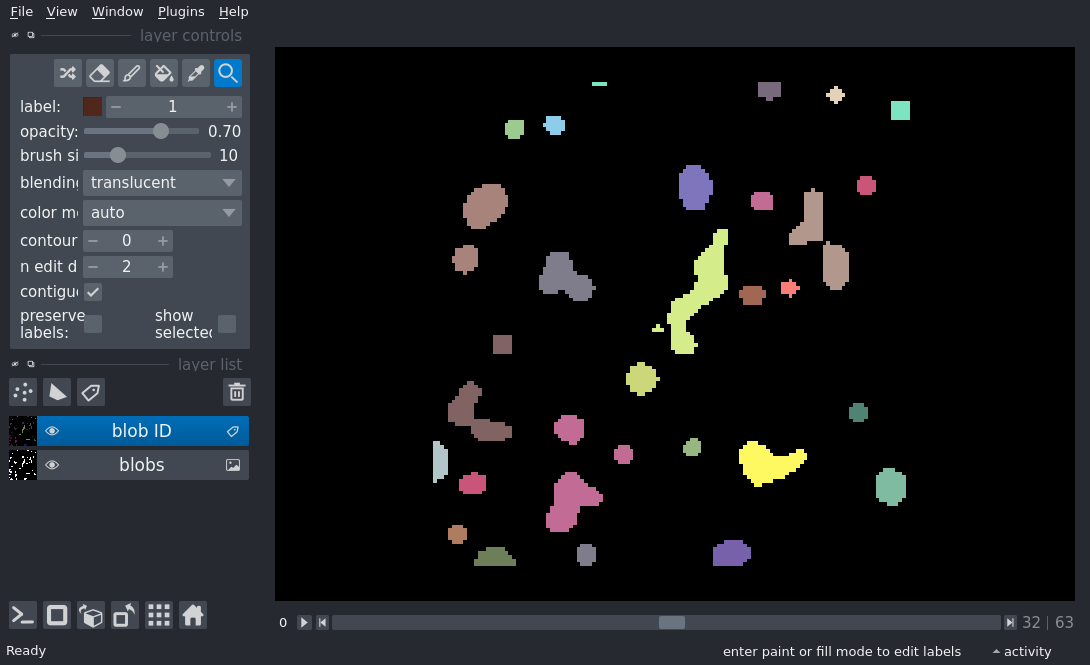 File View Window Plugins Help
layer controls
label: 1
opacity: 0.70
brush si 10
blending translucent
color m auto
contour 0
n edit d 2
contigu
preserve show
labels: selected
layer list
blob ID
blobs
0 32 | 63
Ready enter paint or fill mode to edit labels activity